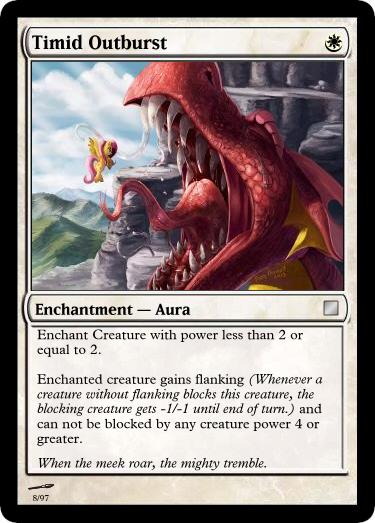 Timid Outburst
Enchantment — Aura
Enchant Creature with power less than 2 or
equal to 2.
Enchanted creature gains flanking (Whenever a
creature without flanking blocks this creature, the
blocking creature gets -1/-1 until end of turn.) and
can not be blocked by any creature power 4 or
greater.
When the meek roar, the mighty tremble.
8/97